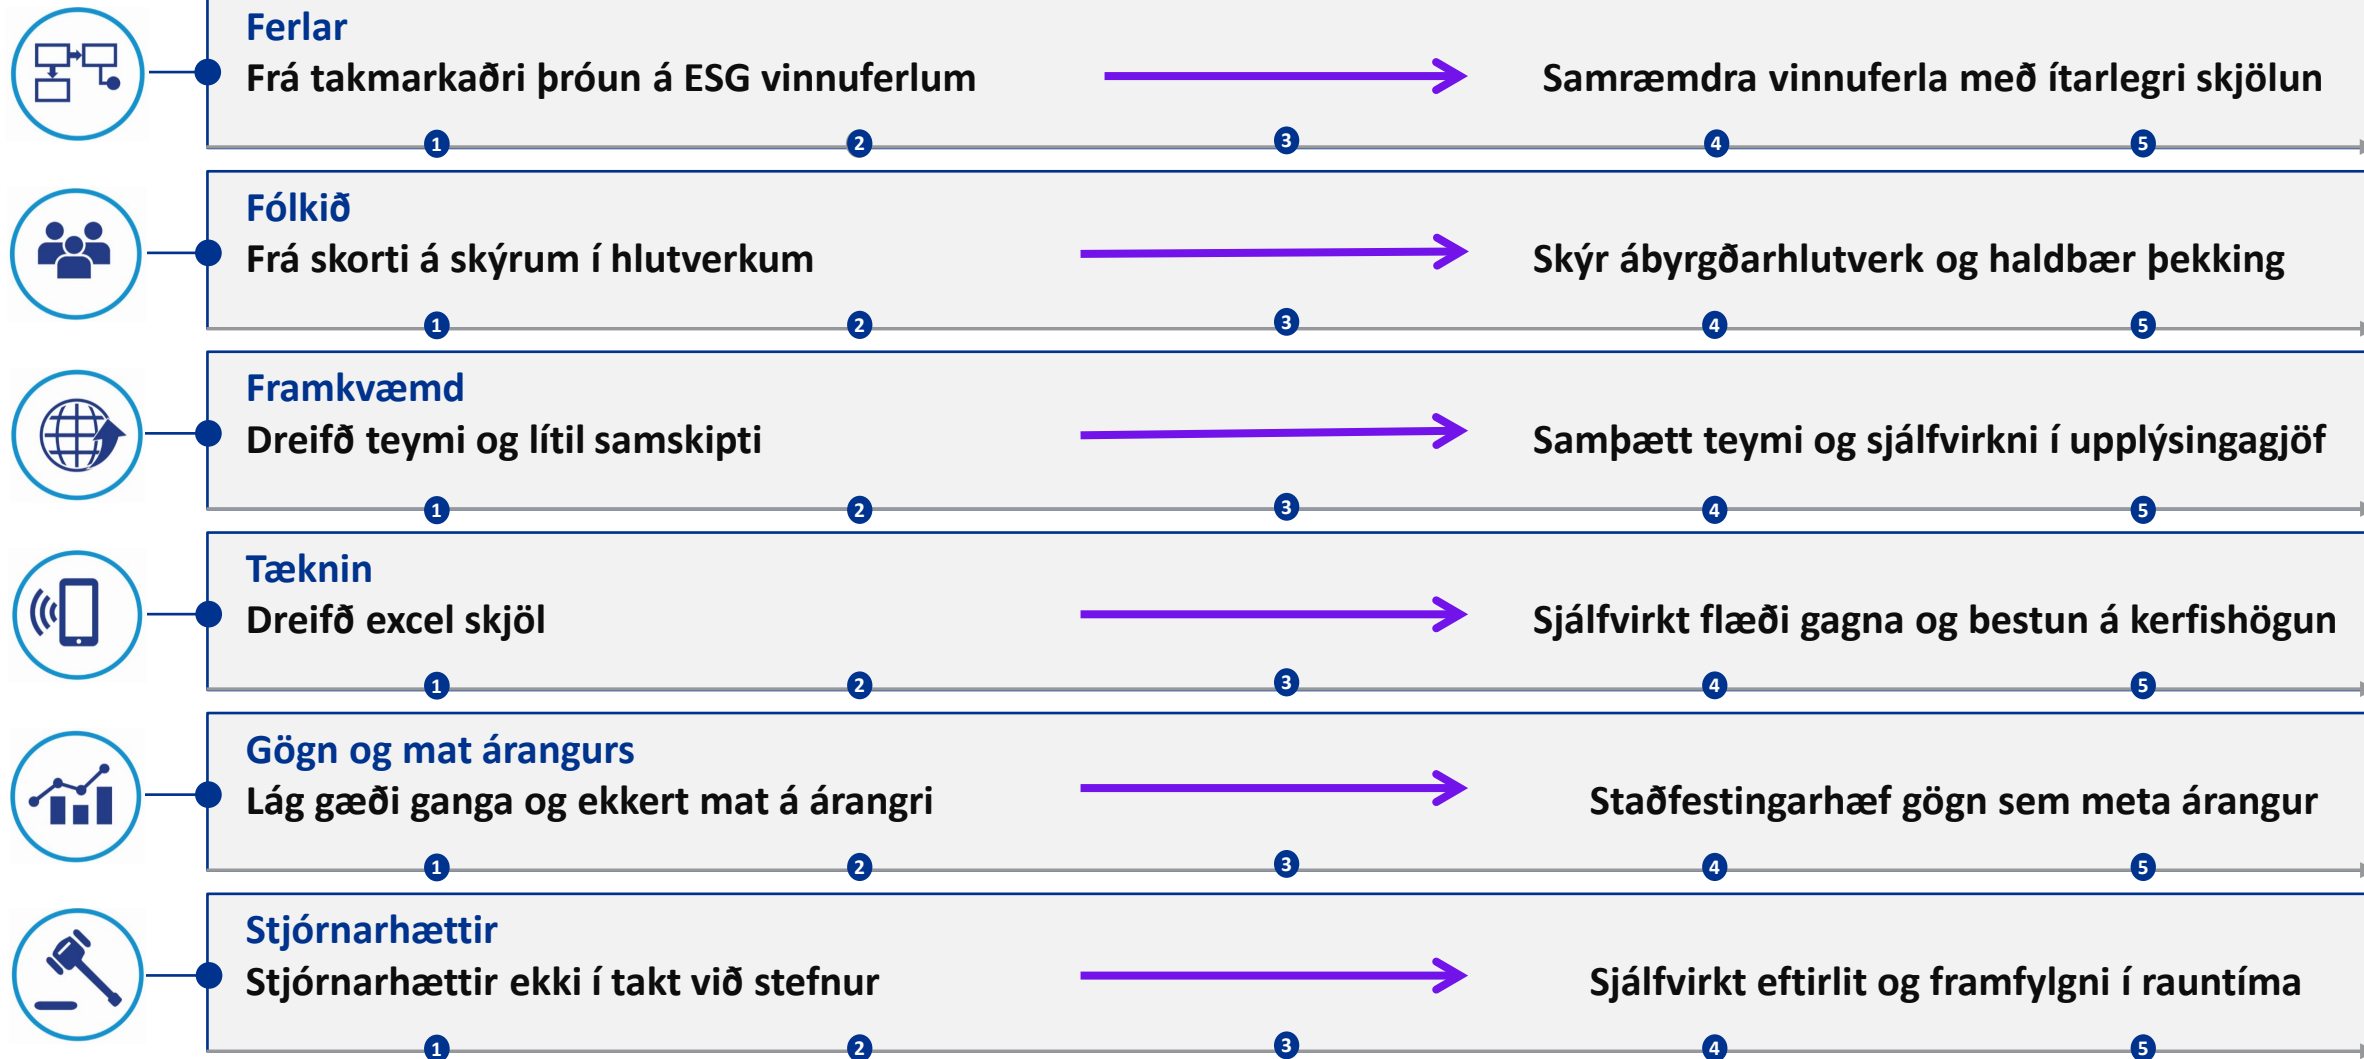 Ferlar
Frá takmarkaðri þróun á ESG vinnuferlum
Samræmdra vinnuferla með ítarlegri skjölun
1 2 3 4 5
Fólkið
Frá skorti á skýrum í hlutverkum
Skýr ábyrgðarhlutverk og haldbær þekking
1 2 3 4 5
Framkvæmd
Dreifð teymi og lítil samskipti
Samþætt teymi og sjálfvirkni í upplýsingagjöf
1 2 3 4 5
Tæknin
Dreifð excel skjöl
Sjálfvirkt flæði gagna og bestun á kerfishögun
1 2 3 4 5
Gögn og mat árangurs
Lág gæði ganga og ekkert mat á árangri
Staðfestingarhæf gögn sem meta árangur
1 2 3 4 5
Stjórnarhættir
Stjórnarhættir ekki í takt við stefnur
Sjálfvirkt eftirlit og framfylgni í rauntíma
1 2 3 4 5